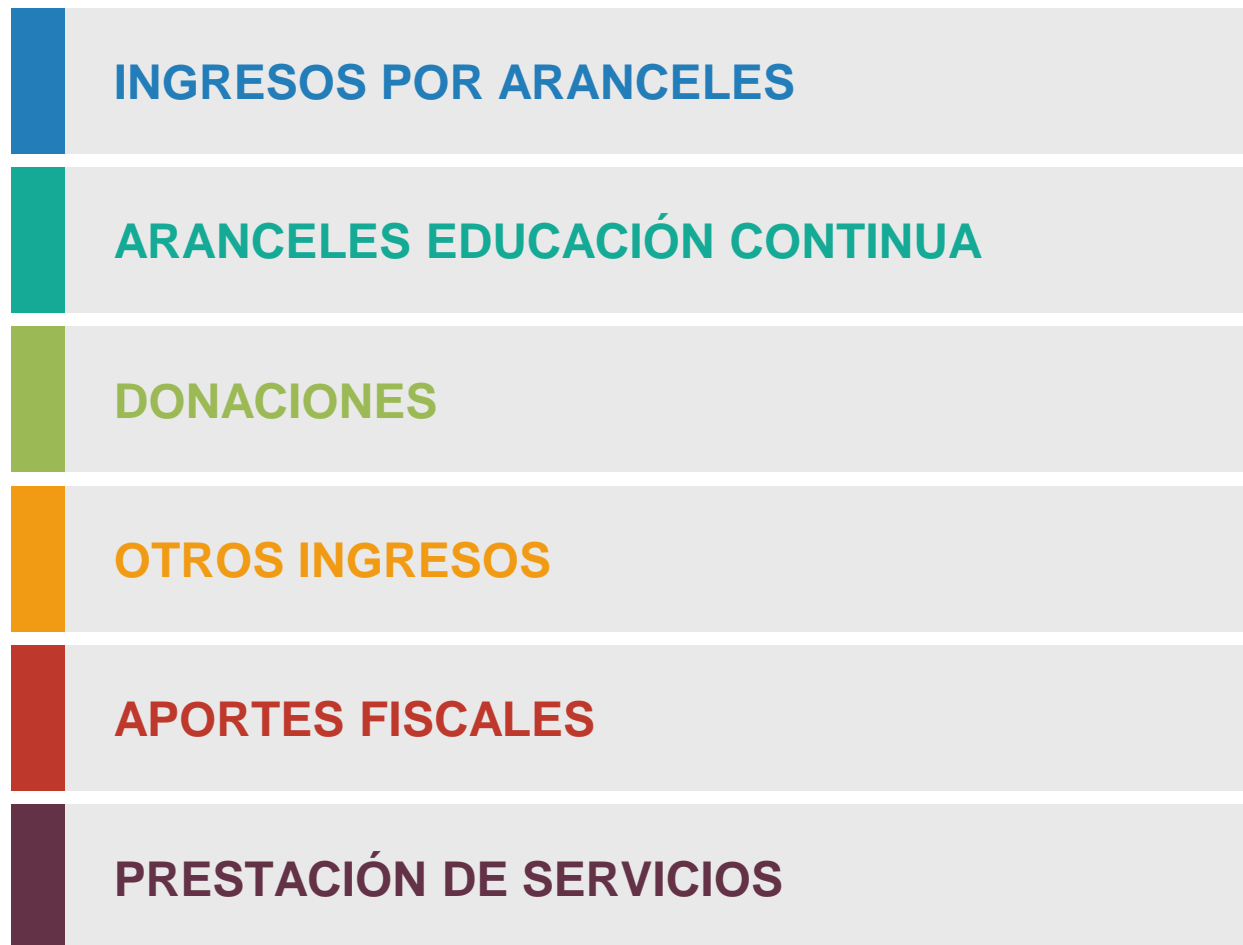 INGRESOS POR ARANCELES
ARANCELES EDUCACIÓN CONTINUA
DONACIONES
OTROS INGRESOS
APORTES FISCALES
PRESTACIÓN DE SERVICIOS